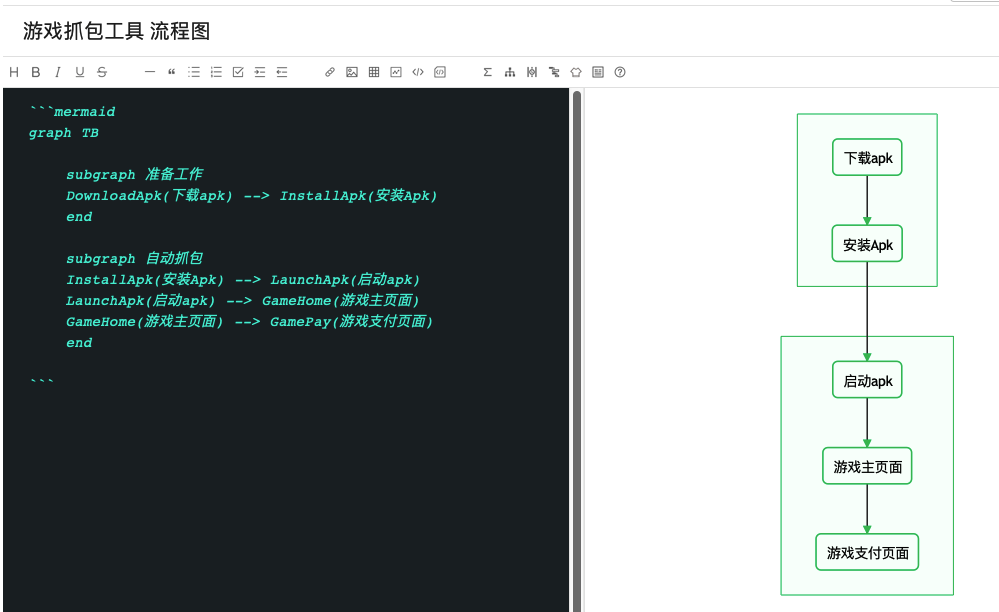 游戏抓包工具 流程图
H B I U S — “ Σ ?
```mermaid
graph TB
subgraph 准备工作
DownloadApk(下载apk) --> InstallApk(安装Apk)
end
subgraph 自动抓包
InstallApk(安装Apk) --> LaunchApk(启动apk)
LaunchApk(启动apk) --> GameHome(游戏主页面)
GameHome(游戏主页面) --> GamePay(游戏支付页面)
end
```
下载apk
安装Apk
启动apk
游戏主页面
游戏支付页面